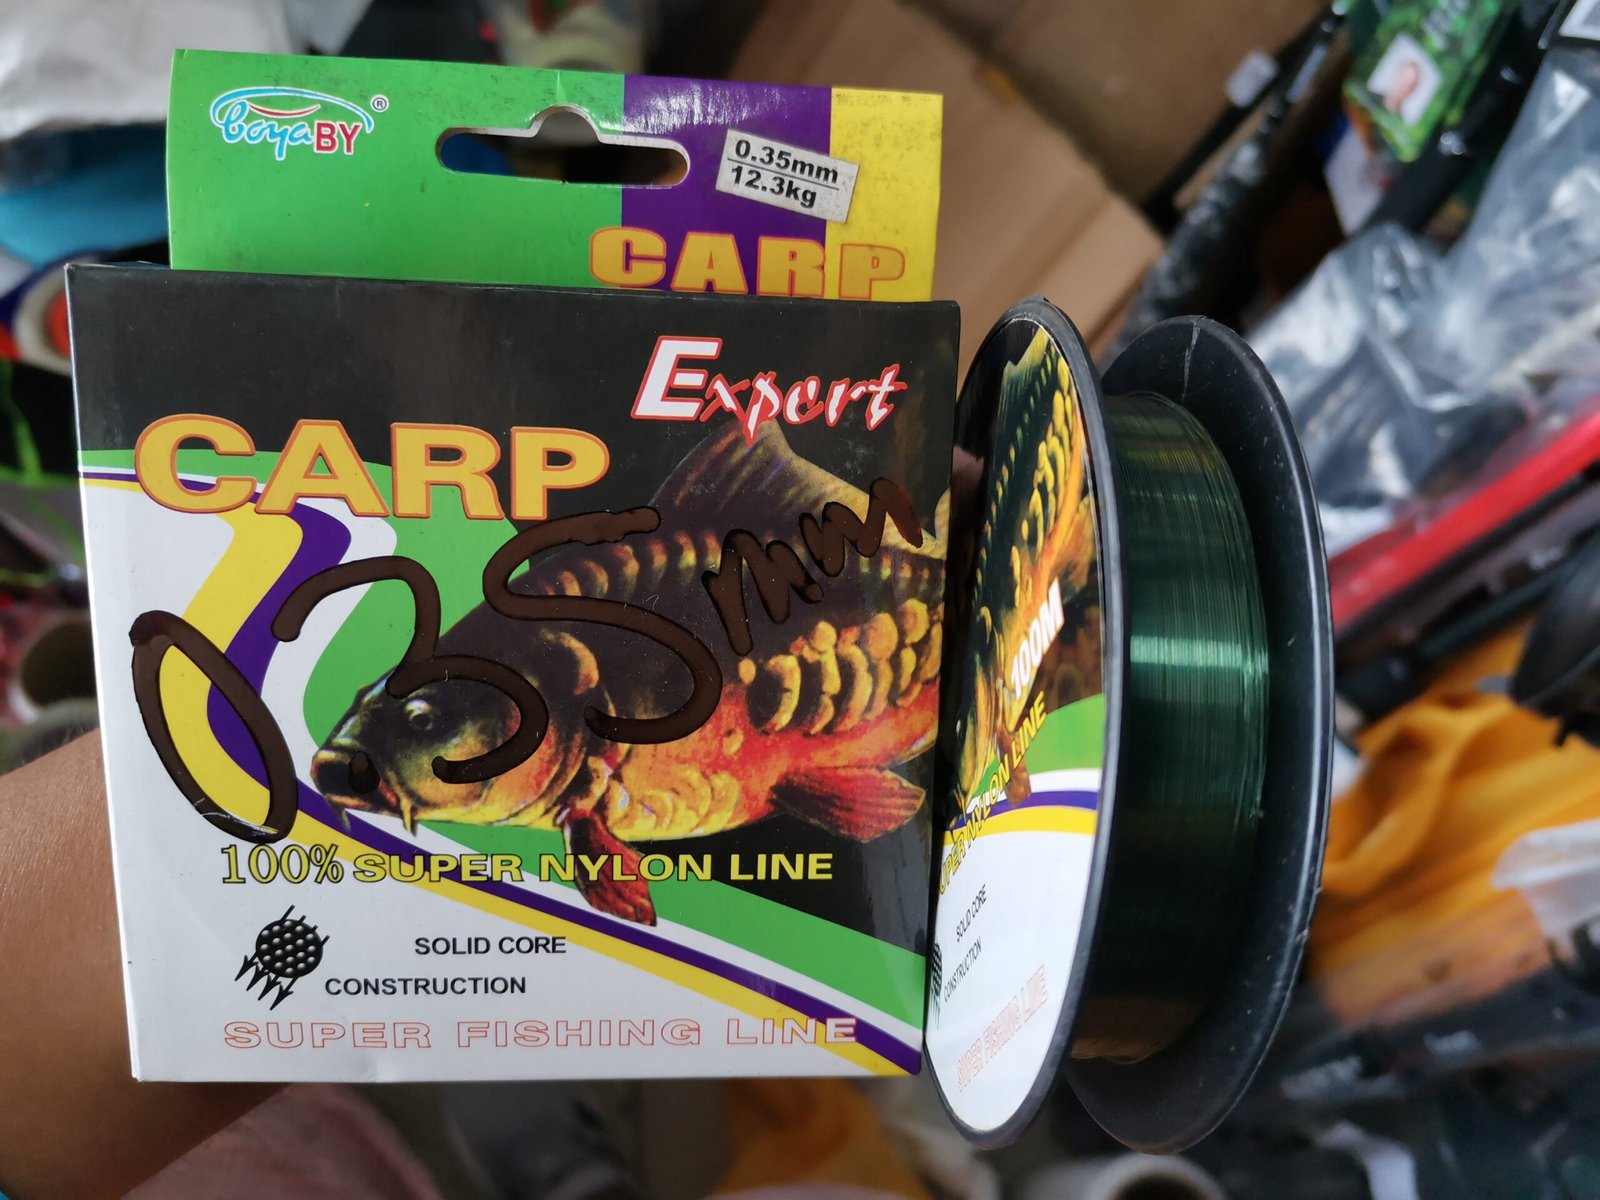 boyaBY®
0.35mm
12.3kg
CARP
Expert
CARP
0.35mm
100% SUPER NYLON LINE
SOLID CORE
CONSTRUCTION
SUPER FISHING LINE
100M
SUPER NYLON LINE
SOLID CORE
CONSTRUCTION
SUPER FISHING LINE